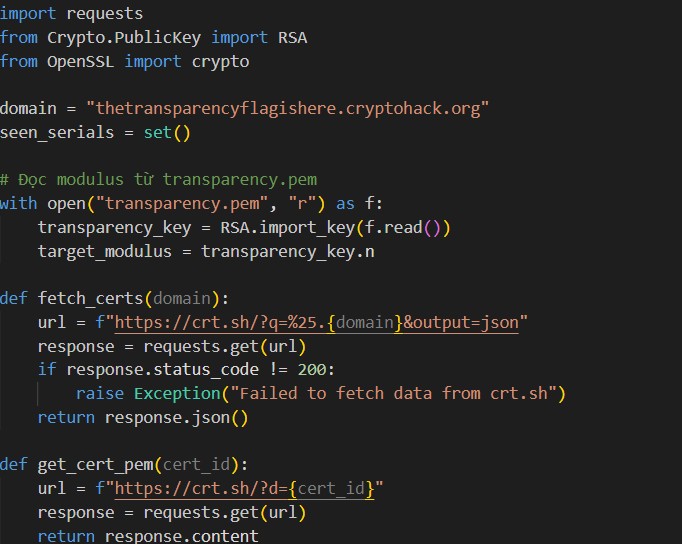 import requests
from Crypto.PublicKey import RSA
from OpenSSL import crypto
domain = "thetransparencyflagishere.cryptohack.org"
seen_serials = set()
# Đọc modulus từ transparency.pem
with open("transparency.pem", "r") as f:
transparency_key = RSA.import_key(f.read())
target_modulus = transparency_key.n
def fetch_certs(domain):
url = f"https://crt.sh/?q=%25.{domain}&output=json"
response = requests.get(url)
if response.status_code != 200:
raise Exception("Failed to fetch data from crt.sh")
return response.json()
def get_cert_pem(cert_id):
url = f"https://crt.sh/?d={cert_id}"
response = requests.get(url)
return response.content